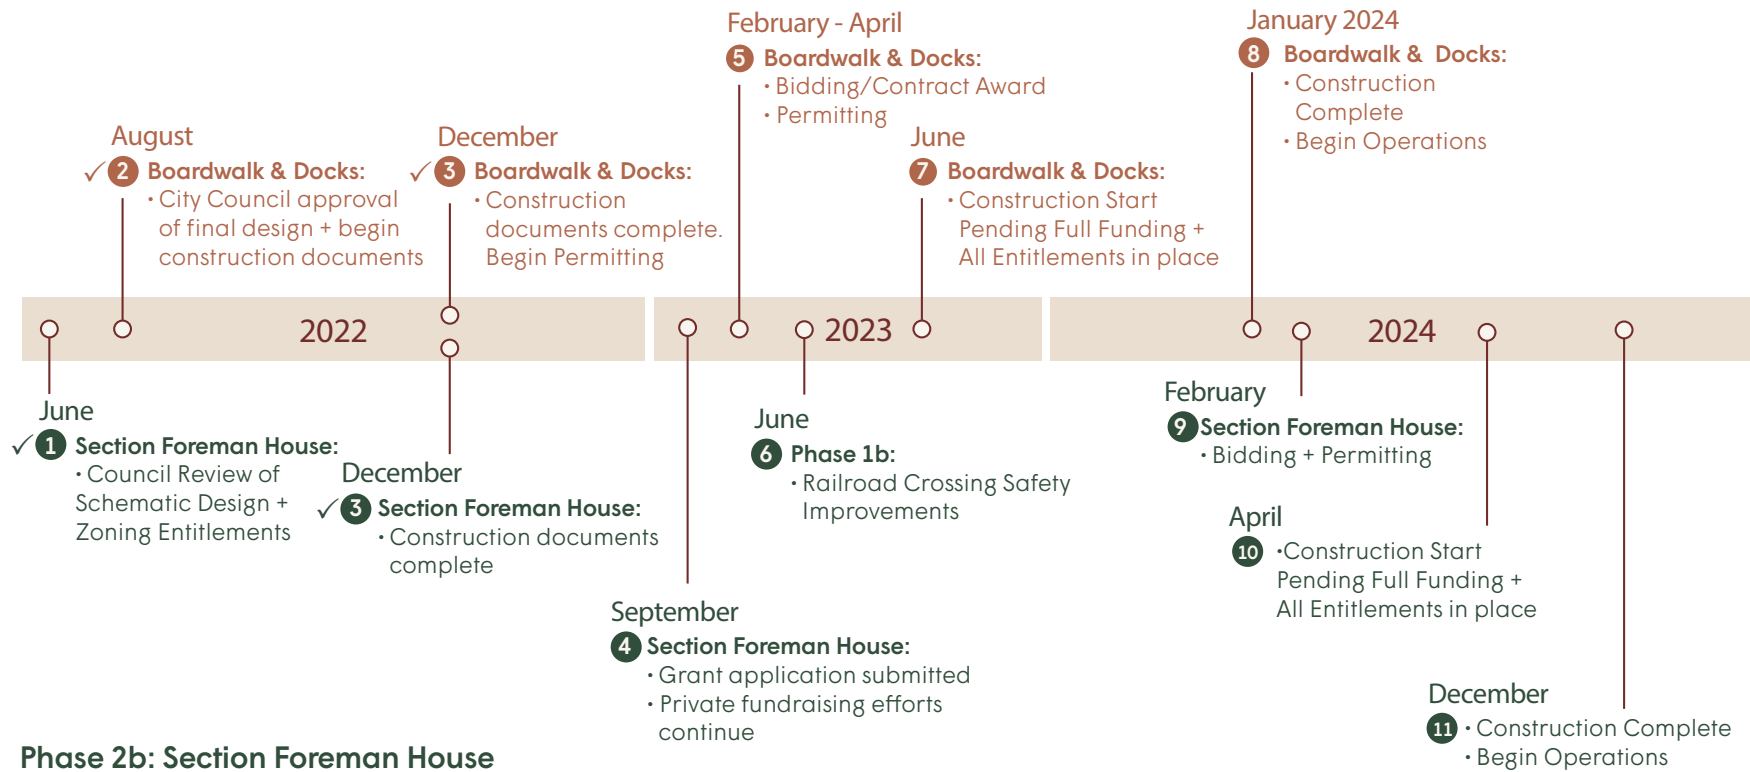 August
✓ 2 Boardwalk & Docks:
• City Council approval
of final design + begin
construction documents
December
✓ 3 Boardwalk & Docks:
• Construction
documents complete.
Begin Permitting
February - April
5 Boardwalk & Docks:
• Bidding/Contract Award
• Permitting
June
7 Boardwalk & Docks:
• Construction Start
Pending Full Funding +
All Entitlements in place
January 2024
8 Boardwalk & Docks:
• Construction
Complete
• Begin Operations
2022
2023
2024
June
✓ 1 Section Foreman House:
• Council Review of
Schematic Design +
Zoning Entitlements
December
✓ 3 Section Foreman House:
• Construction documents
complete
September
4 Section Foreman House:
• Grant application submitted
• Private fundraising efforts
continue
June
6 Phase 1b:
• Railroad Crossing Safety
Improvements
February
9 Section Foreman House:
• Bidding + Permitting
April
10 •Construction Start
Pending Full Funding +
All Entitlements in place
December
11 • Construction Complete
• Begin Operations
Phase 2b: Section Foreman House